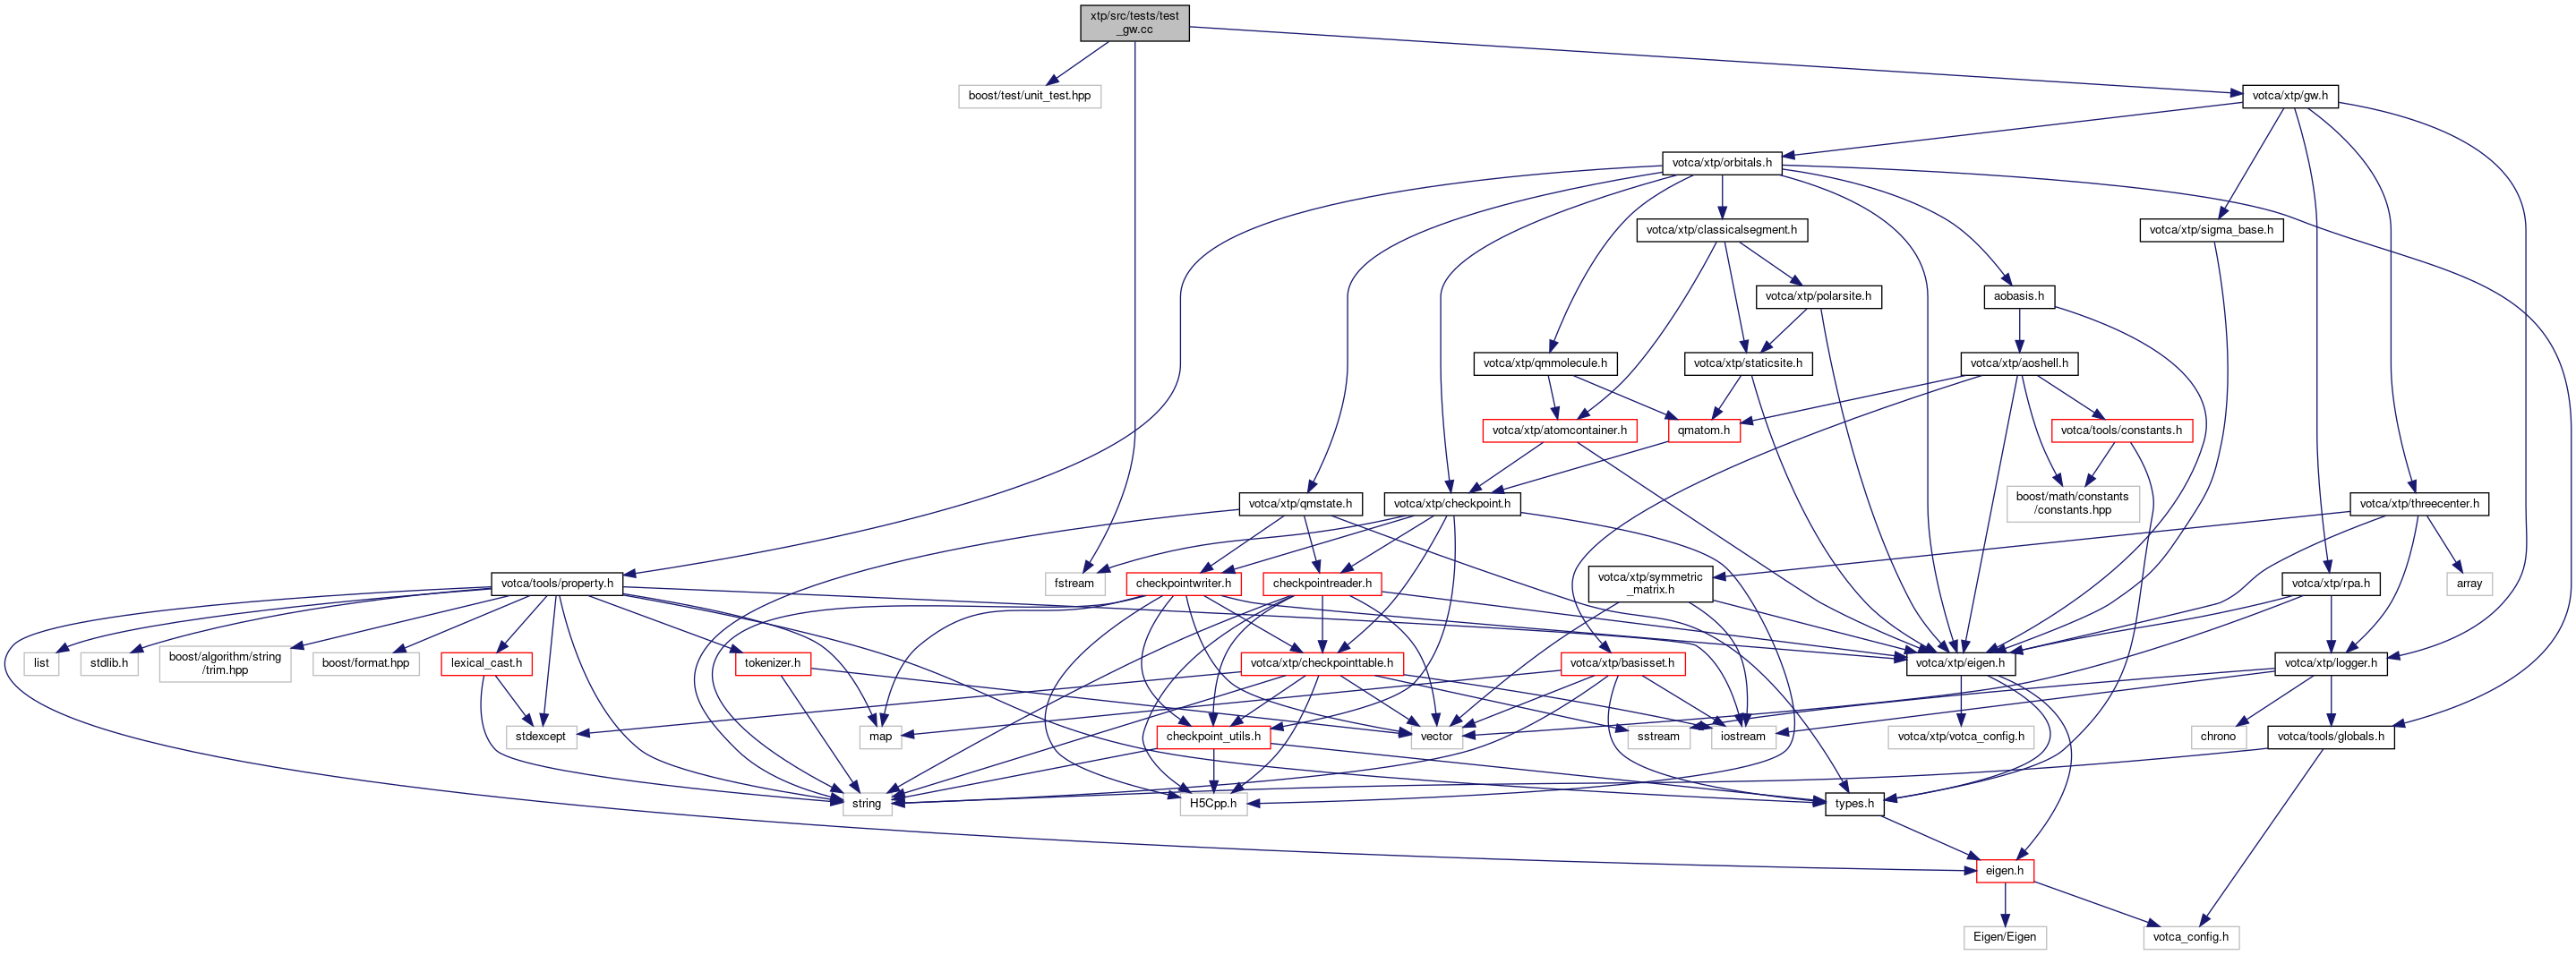 xtp/src/tests/test
_gw.cc
boost/test/unit_test.hpp
votca/xtp/gw.h
votca/xtp/orbitals.h
votca/xtp/classicalsegment.h
votca/xtp/sigma_base.h
votca/xtp/polarsite.h
aobasis.h
votca/xtp/qmmolecule.h
votca/xtp/staticsite.h
votca/xtp/aoshell.h
votca/xtp/atomcontainer.h
qmatom.h
votca/tools/constants.h
votca/xtp/qmstate.h
votca/xtp/checkpoint.h
boost/math/constants
/constants.hpp
votca/xtp/threecenter.h
votca/tools/property.h
fstream
checkpointwriter.h
checkpointreader.h
votca/xtp/symmetric
_matrix.h
votca/xtp/rpa.h
array
list
stdlib.h
boost/algorithm/string
/trim.hpp
boost/format.hpp
lexical_cast.h
tokenizer.h
votca/xtp/checkpointtable.h
votca/xtp/basisset.h
votca/xtp/eigen.h
votca/xtp/logger.h
stdexcept
map
checkpoint_utils.h
vector
sstream
iostream
votca/xtp/votca_config.h
chrono
votca/tools/globals.h
string
H5Cpp.h
types.h
eigen.h
Eigen/Eigen
votca_config.h